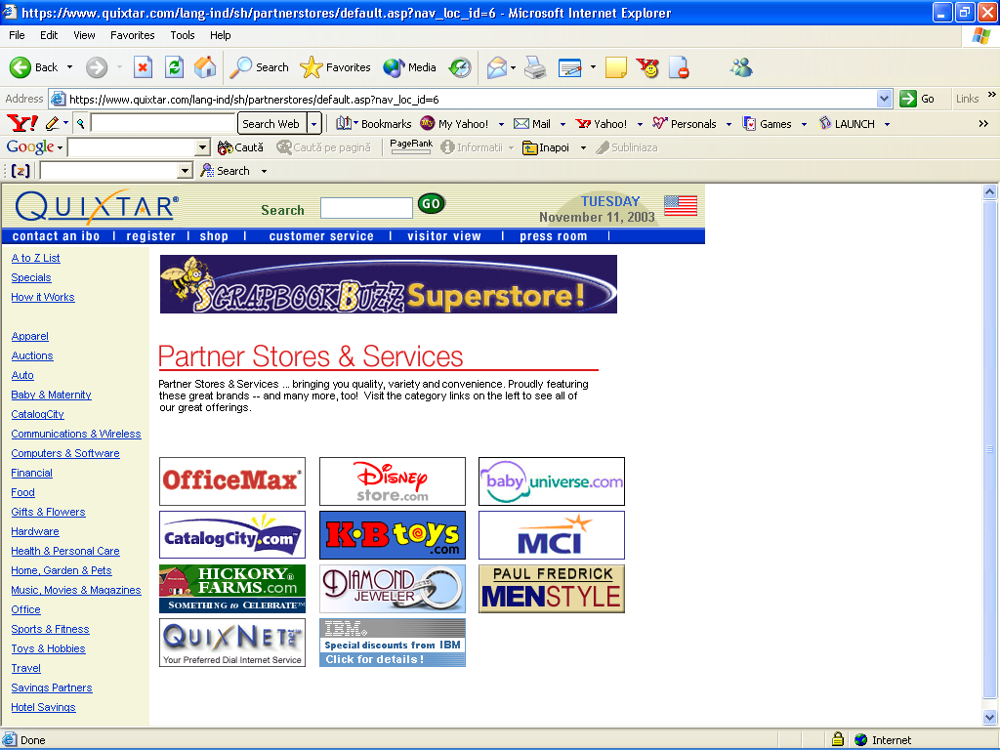 https://www.quixtar.com/lang-ind/sh/partnerstores/default.asp?nav_loc_id=6 - Microsoft Internet Explorer
File Edit View Favorites Tools Help
Back Search Favorites Media
Address https://www.quixtar.com/lang-ind/sh/partnerstores/default.asp?nav_loc_id=6 Go Links »
Y! Search Web Bookmarks My Yahoo! Mail Yahoo! Personals Games LAUNCH »
Google Caută Caută pe pagină PageRank Informatii Inapoi Subliniaza
[z] Search
QUIXTAR® Search GO TUESDAY
November 11, 2003
contact an ibo | register | shop | customer service | visitor view | press room |
A to Z List
Specials
How it Works
Apparel
Auctions
Auto
Baby & Maternity
CatalogCity
Communications & Wireless
Computers & Software
Financial
Food
Gifts & Flowers
Hardware
Health & Personal Care
Home, Garden & Pets
Music, Movies & Magazines
Office
Sports & Fitness
Toys & Hobbies
Travel
Savings Partners
Hotel Savings
SCRAPBOOKBUZZ Superstore!
Partner Stores & Services
Partner Stores & Services ... bringing you quality, variety and convenience. Proudly featuring
these great brands -- and many more, too! Visit the category links on the left to see all of
our great offerings.
OfficeMax®
DISNEY
store.com
babyuniverse.com
CATALOGCITY.com™
K·B toys
.com
MCI
HICKORY®
FARMS.com
SOMETHING to CELEBRATE™
DIAMOND
JEWELER
PAUL FREDRICK
MENSTYLE
QUIXNET.net
Your Preferred Dial Internet Service
IBM®
Special discounts from IBM
Click for details!
Done Internet